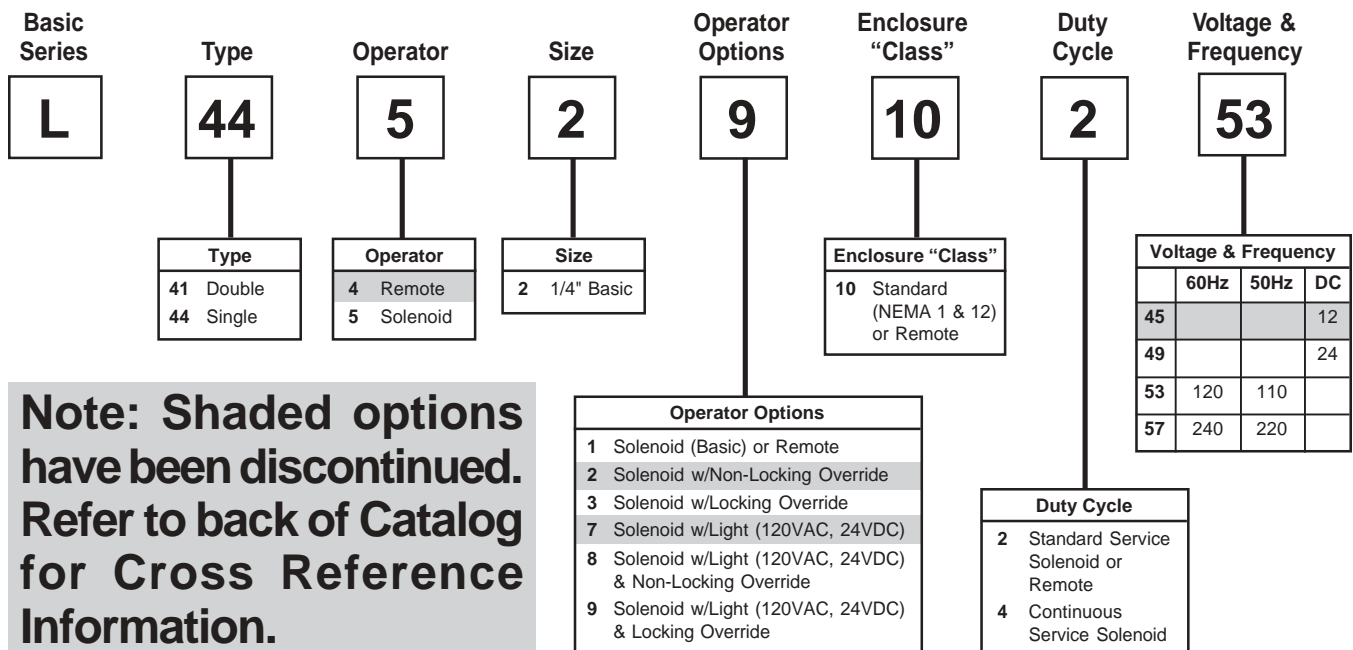 Basic
Series
Type
Operator
Size
Operator
Options
Enclosure
“Class”
Duty
Cycle
Voltage &
Frequency
L
44
5
2
9
10
2
53
Type
41 Double
44 Single
Operator
4 Remote
5 Solenoid
Size
2 1/4" Basic
Enclosure “Class”
10 Standard
(NEMA 1 & 12)
or Remote
Voltage & Frequency
60Hz 50Hz DC
45 12
49 24
53 120 110
57 240 220
Note: Shaded options
have been discontinued.
Refer to back of Catalog
for Cross Reference
Information.
Operator Options
1 Solenoid (Basic) or Remote
2 Solenoid w/Non-Locking Override
3 Solenoid w/Locking Override
7 Solenoid w/Light (120VAC, 24VDC)
8 Solenoid w/Light (120VAC, 24VDC)
& Non-Locking Override
9 Solenoid w/Light (120VAC, 24VDC)
& Locking Override
Duty Cycle
2 Standard Service
Solenoid or
Remote
4 Continuous
Service Solenoid